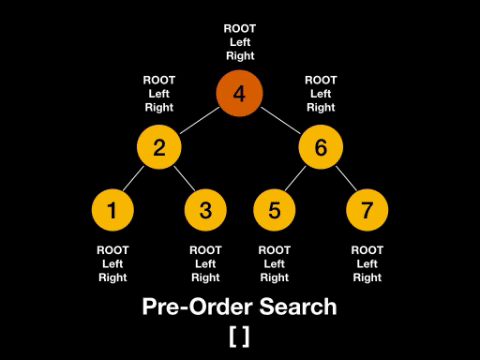 ROOT
Left
Right
4
ROOT
Left
Right
ROOT
Left
Right
2
6
1
3
5
7
ROOT
Left
Right
ROOT
Left
Right
ROOT
Left
Right
ROOT
Left
Right
Pre-Order Search
[ ]